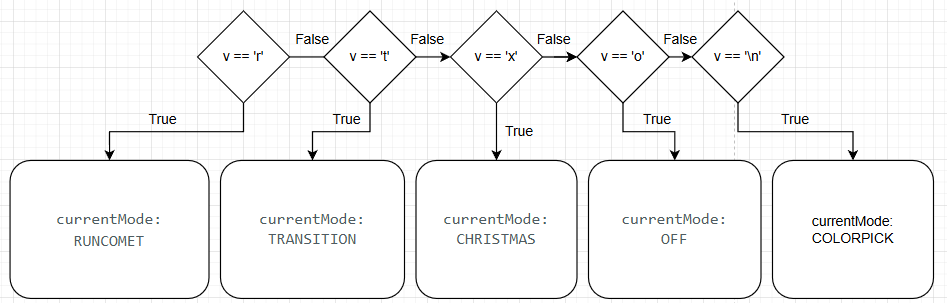 False
False
False
False
v == 'r'
v == 't'
v == 'x'
v == 'o'
v == '\n'
True
True
True
True
True
currentMode:
RUNCOMET
currentMode:
TRANSITION
currentMode:
CHRISTMAS
currentMode:
OFF
currentMode:
COLORPICK